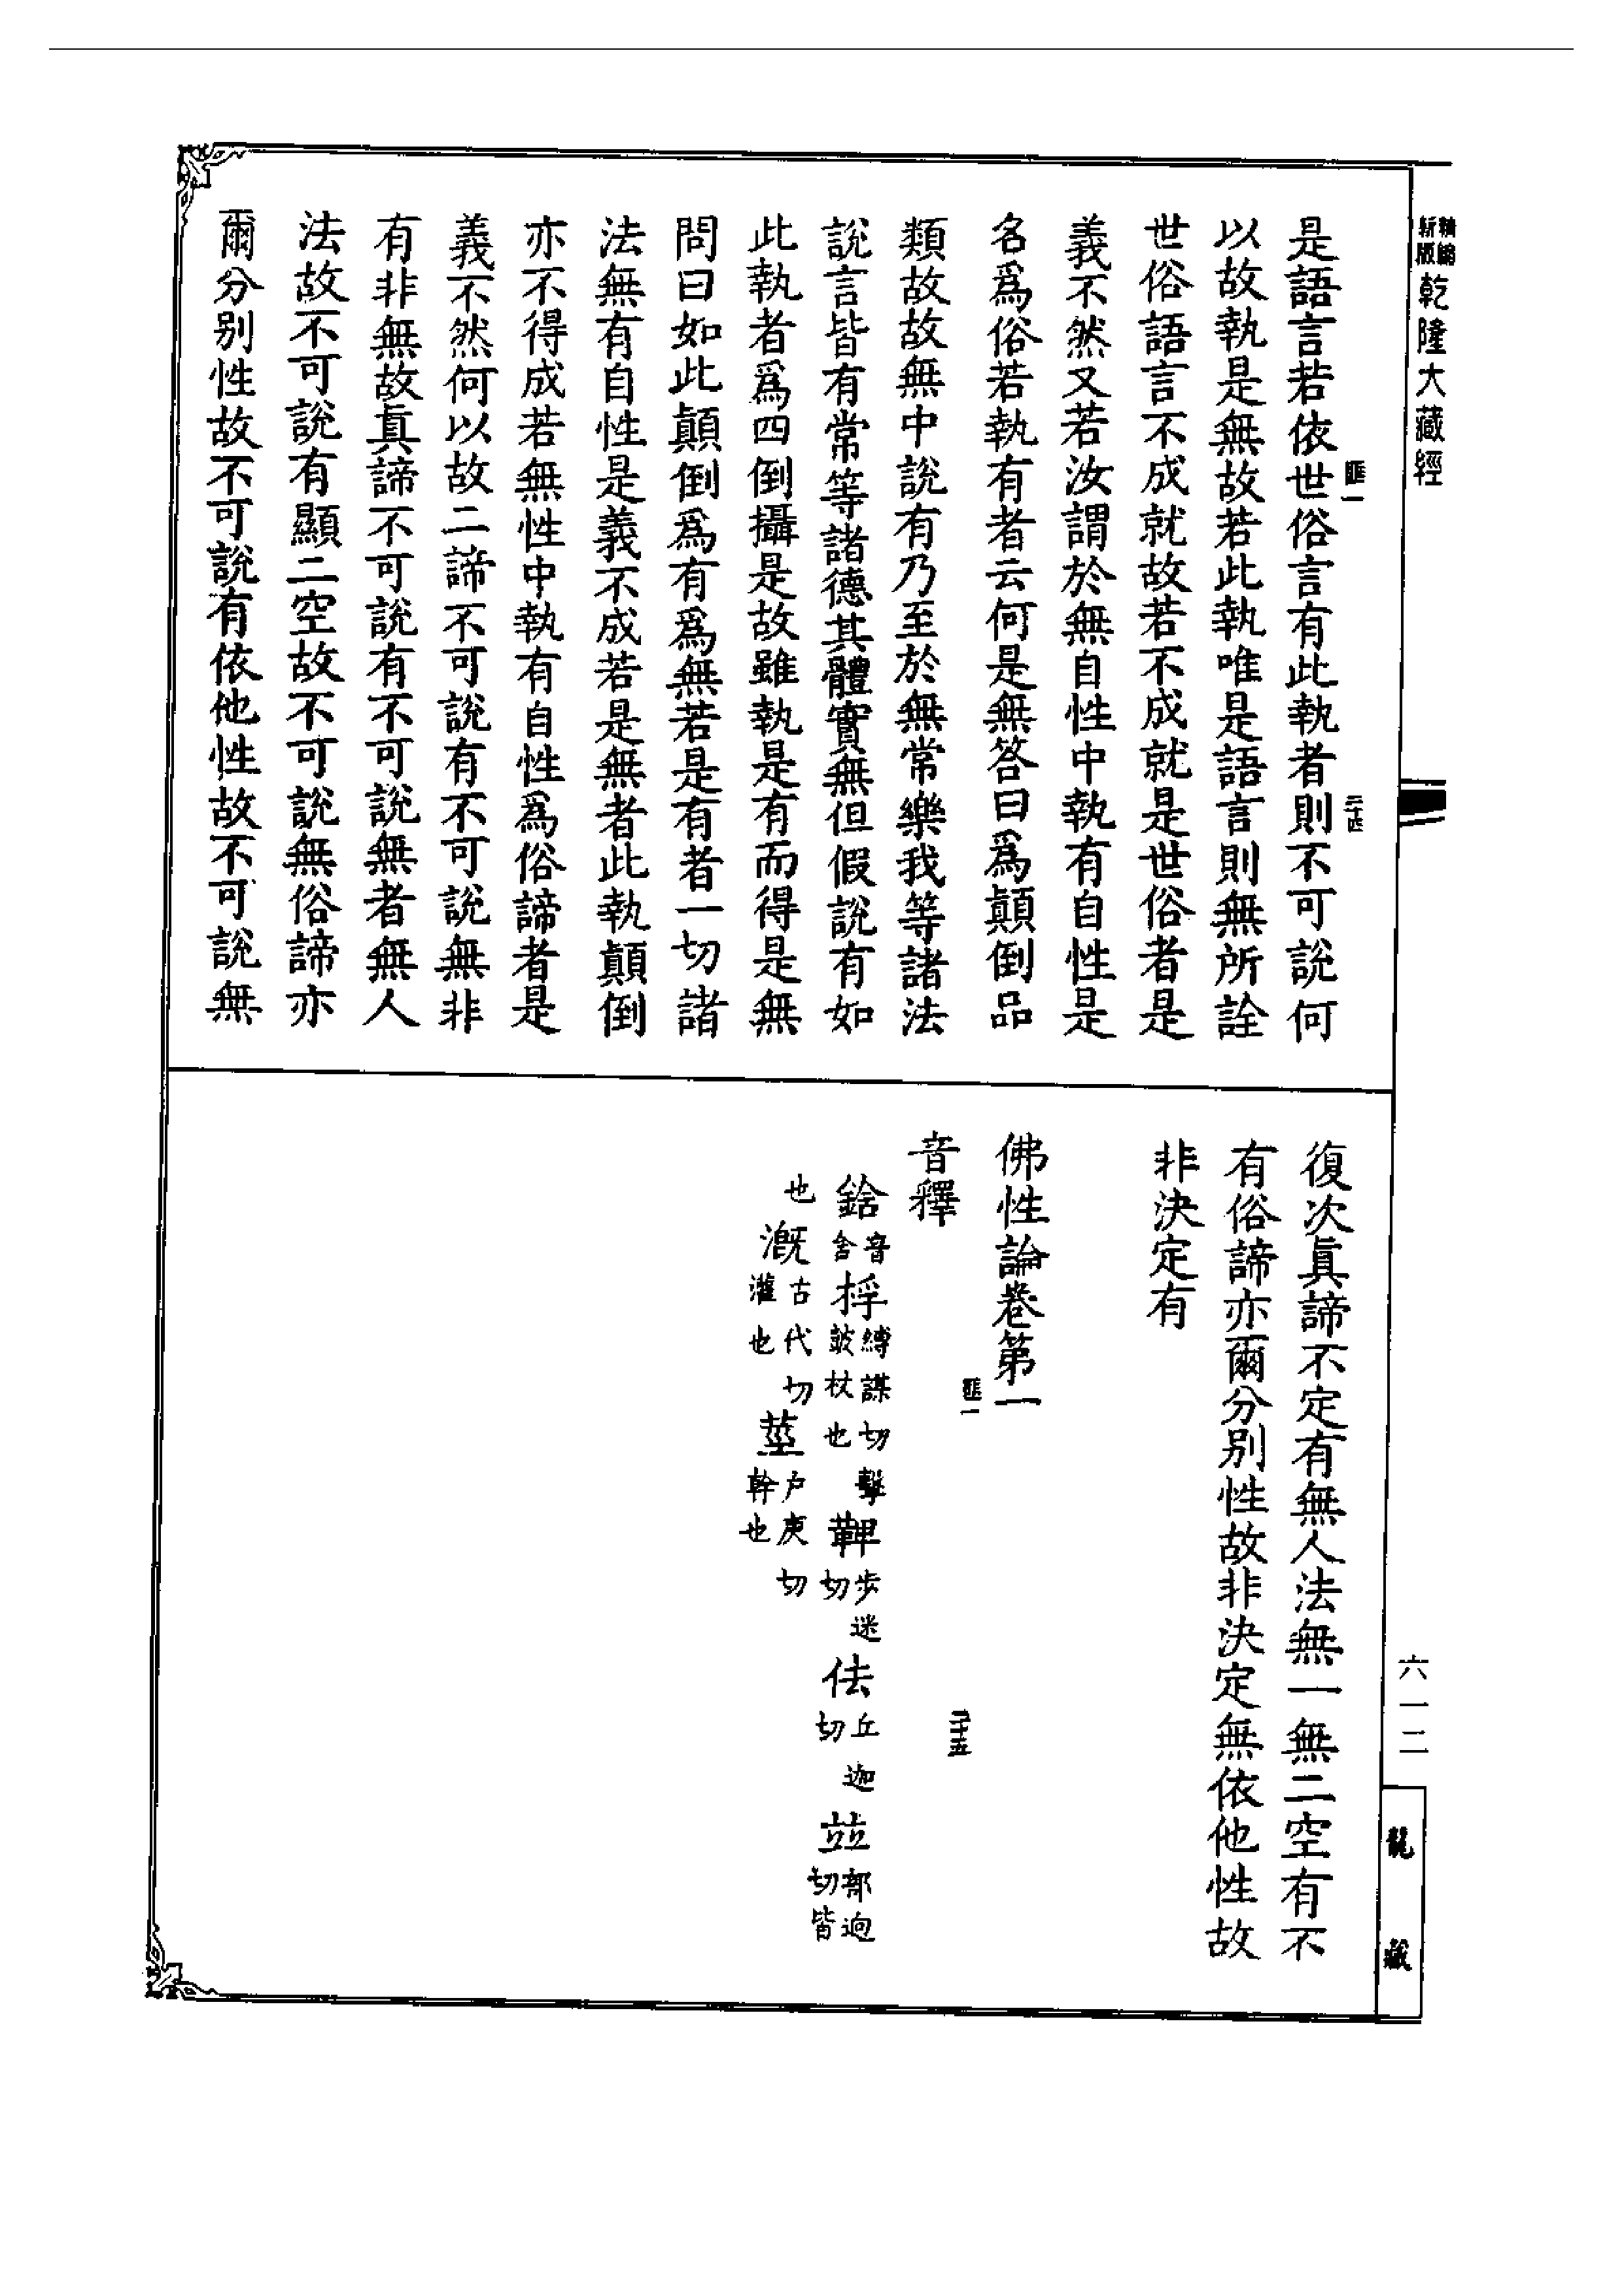 精編
新版
乾隆大藏經
匪一
二十四
是語言若依世俗言有此執者則不可說何
以故執是無故若此執唯是語言則無所詮
世俗語言不成就故若不成就是世俗者是
義不然又若汝謂於無自性中執有自性是
名爲俗若執有者云何是無答曰爲顛倒品
類故故無中說有乃至於無常樂我等諸法
說言皆有常等諸德其體實無但假說有如
此執者爲四倒攝是故雖執是有而得是無
問曰如此顛倒爲有爲無若是有者一切諸
法無有自性是義不成若是無者此執顛倒
亦不得成若無性中執有自性爲俗諦者是
義不然何以故二諦不可說有不可說無非
有非無故真諦不可說有不可說無者無人
法故不可說有顯二空故不可說無俗諦亦
爾分別性故不可說有依他性故不可說無
復次真諦不定有無人法無一無二空有不
有俗諦亦爾分別性故非決定無依他性故
非決定有
佛性論卷第一
匪一
二十五
音釋
鋡音含捊縛謀切擊鼓杖也鞞步迷切佉丘迦切竝部迥切皆
也漑古代切灌也莖户庚切幹也
六一二
龍藏